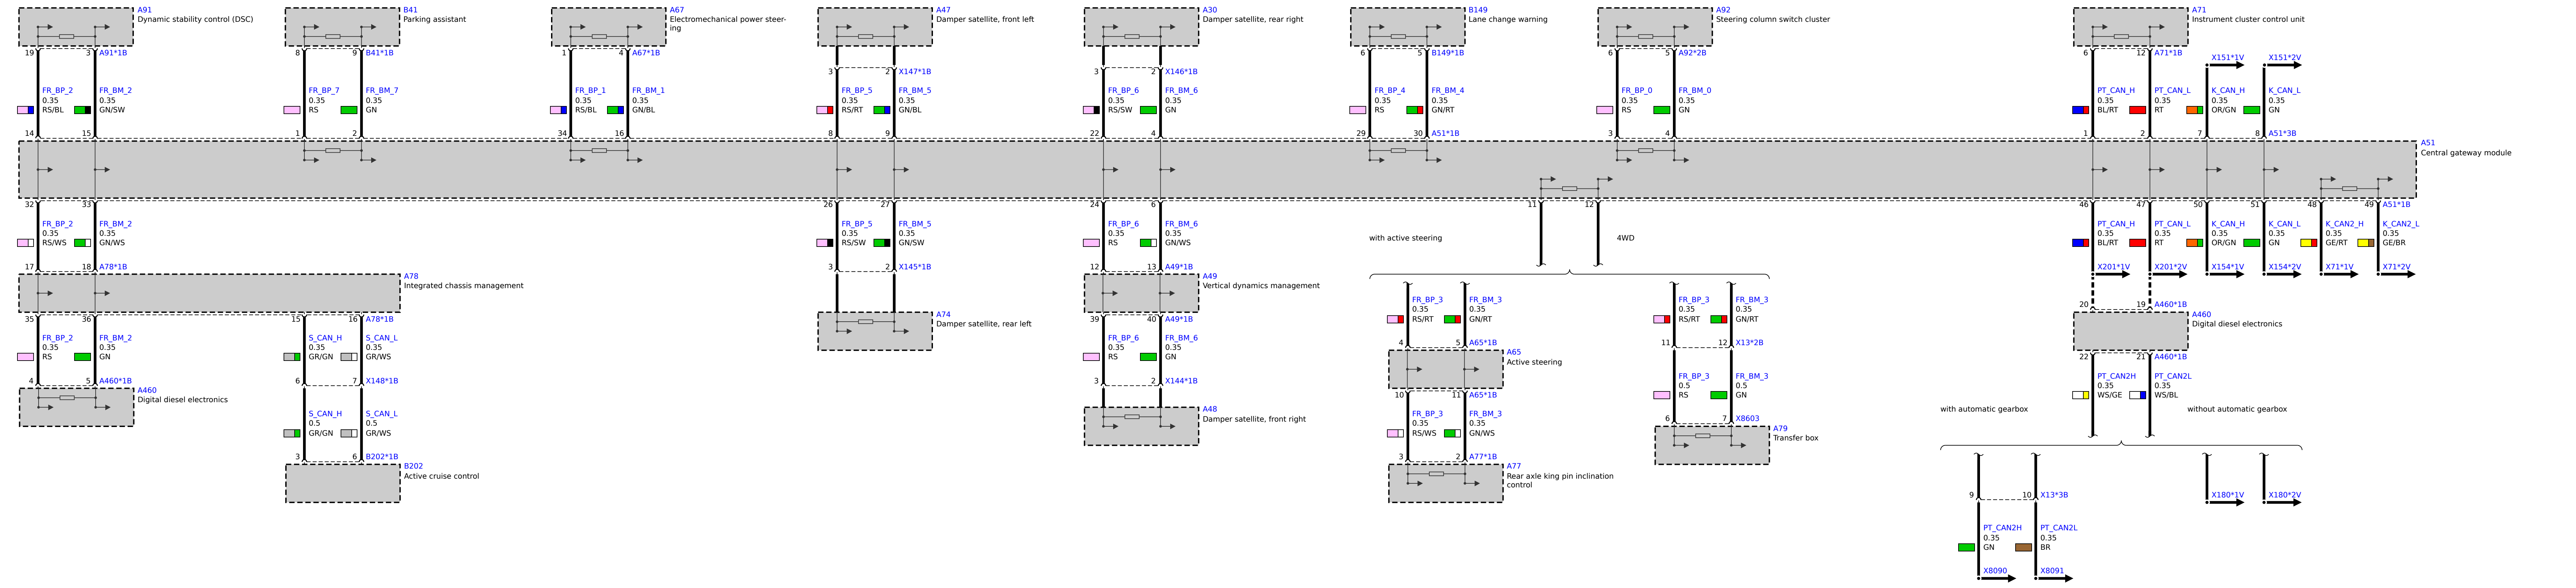 A91
Dynamic stability control (DSC)
B41
Parking assistant
A67
Electromechanical power steer-
ing
A47
Damper satellite, front left
A30
Damper satellite, rear right
B149
Lane change warning
A92
Steering column switch cluster
A71
Instrument cluster control unit
19 3 A91*1B
8 9 B41*1B
1 4 A67*1B
6 5 B149*1B
6 5 A92*2B
6 12 A71*1B
X151*1V
X151*2V
3 2 X147*1B
3 2 X146*1B
FR_BP_2
0.35
RS/BL
FR_BM_2
0.35
GN/SW
FR_BP_7
0.35
RS
FR_BM_7
0.35
GN
FR_BP_1
0.35
RS/BL
FR_BM_1
0.35
GN/BL
FR_BP_5
0.35
RS/RT
FR_BM_5
0.35
GN/BL
FR_BP_6
0.35
RS/SW
FR_BM_6
0.35
GN
FR_BP_4
0.35
RS
FR_BM_4
0.35
GN/RT
FR_BP_0
0.35
RS
FR_BM_0
0.35
GN
PT_CAN_H
0.35
BL/RT
PT_CAN_L
0.35
RT
K_CAN_H
0.35
OR/GN
K_CAN_L
0.35
GN
14 15
1 2
34 16
8 9
22 4
29 30 A51*1B
3 4
1 2 7 8 A51*3B
A51
Central gateway module
32 33
26 27
24 6
11 12
46 47 50 51 48 49 A51*1B
FR_BP_2
0.35
RS/WS
FR_BM_2
0.35
GN/WS
FR_BP_5
0.35
RS/SW
FR_BM_5
0.35
GN/SW
FR_BP_6
0.35
RS
FR_BM_6
0.35
GN/WS
with active steering
4WD
PT_CAN_H
0.35
BL/RT
PT_CAN_L
0.35
RT
K_CAN_H
0.35
OR/GN
K_CAN_L
0.35
GN
K_CAN2_H
0.35
GE/RT
K_CAN2_L
0.35
GE/BR
17 18 A78*1B
3 2 X145*1B
12 13 A49*1B
X201*1V
X201*2V
X154*1V
X154*2V
X71*1V
X71*2V
A78
Integrated chassis management
A49
Vertical dynamics management
35 36
15 16 A78*1B
A74
Damper satellite, rear left
39 40 A49*1B
20 19 A460*1B
A460
Digital diesel electronics
FR_BP_2
0.35
RS
FR_BM_2
0.35
GN
S_CAN_H
0.35
GR/GN
S_CAN_L
0.35
GR/WS
FR_BP_6
0.35
RS
FR_BM_6
0.35
GN
FR_BP_3
0.35
RS/RT
FR_BM_3
0.35
GN/RT
FR_BP_3
0.35
RS/RT
FR_BM_3
0.35
GN/RT
4 5 A65*1B
11 12 X13*2B
A65
Active steering
22 21 A460*1B
4 5 A460*1B
6 7 X148*1B
3 2 X144*1B
PT_CAN2H
0.35
WS/GE
PT_CAN2L
0.35
WS/BL
A460
Digital diesel electronics
10 11 A65*1B
FR_BP_3
0.5
RS
FR_BM_3
0.5
GN
A48
Damper satellite, front right
with automatic gearbox
without automatic gearbox
S_CAN_H
0.5
GR/GN
S_CAN_L
0.5
GR/WS
FR_BP_3
0.35
RS/WS
FR_BM_3
0.35
GN/WS
6 7 X8603
A79
Transfer box
3 6 B202*1B
3 2 A77*1B
B202
Active cruise control
A77
Rear axle king pin inclination
control
9 10 X13*3B
X180*1V
X180*2V
PT_CAN2H
0.35
GN
PT_CAN2L
0.35
BR
X8090
X8091